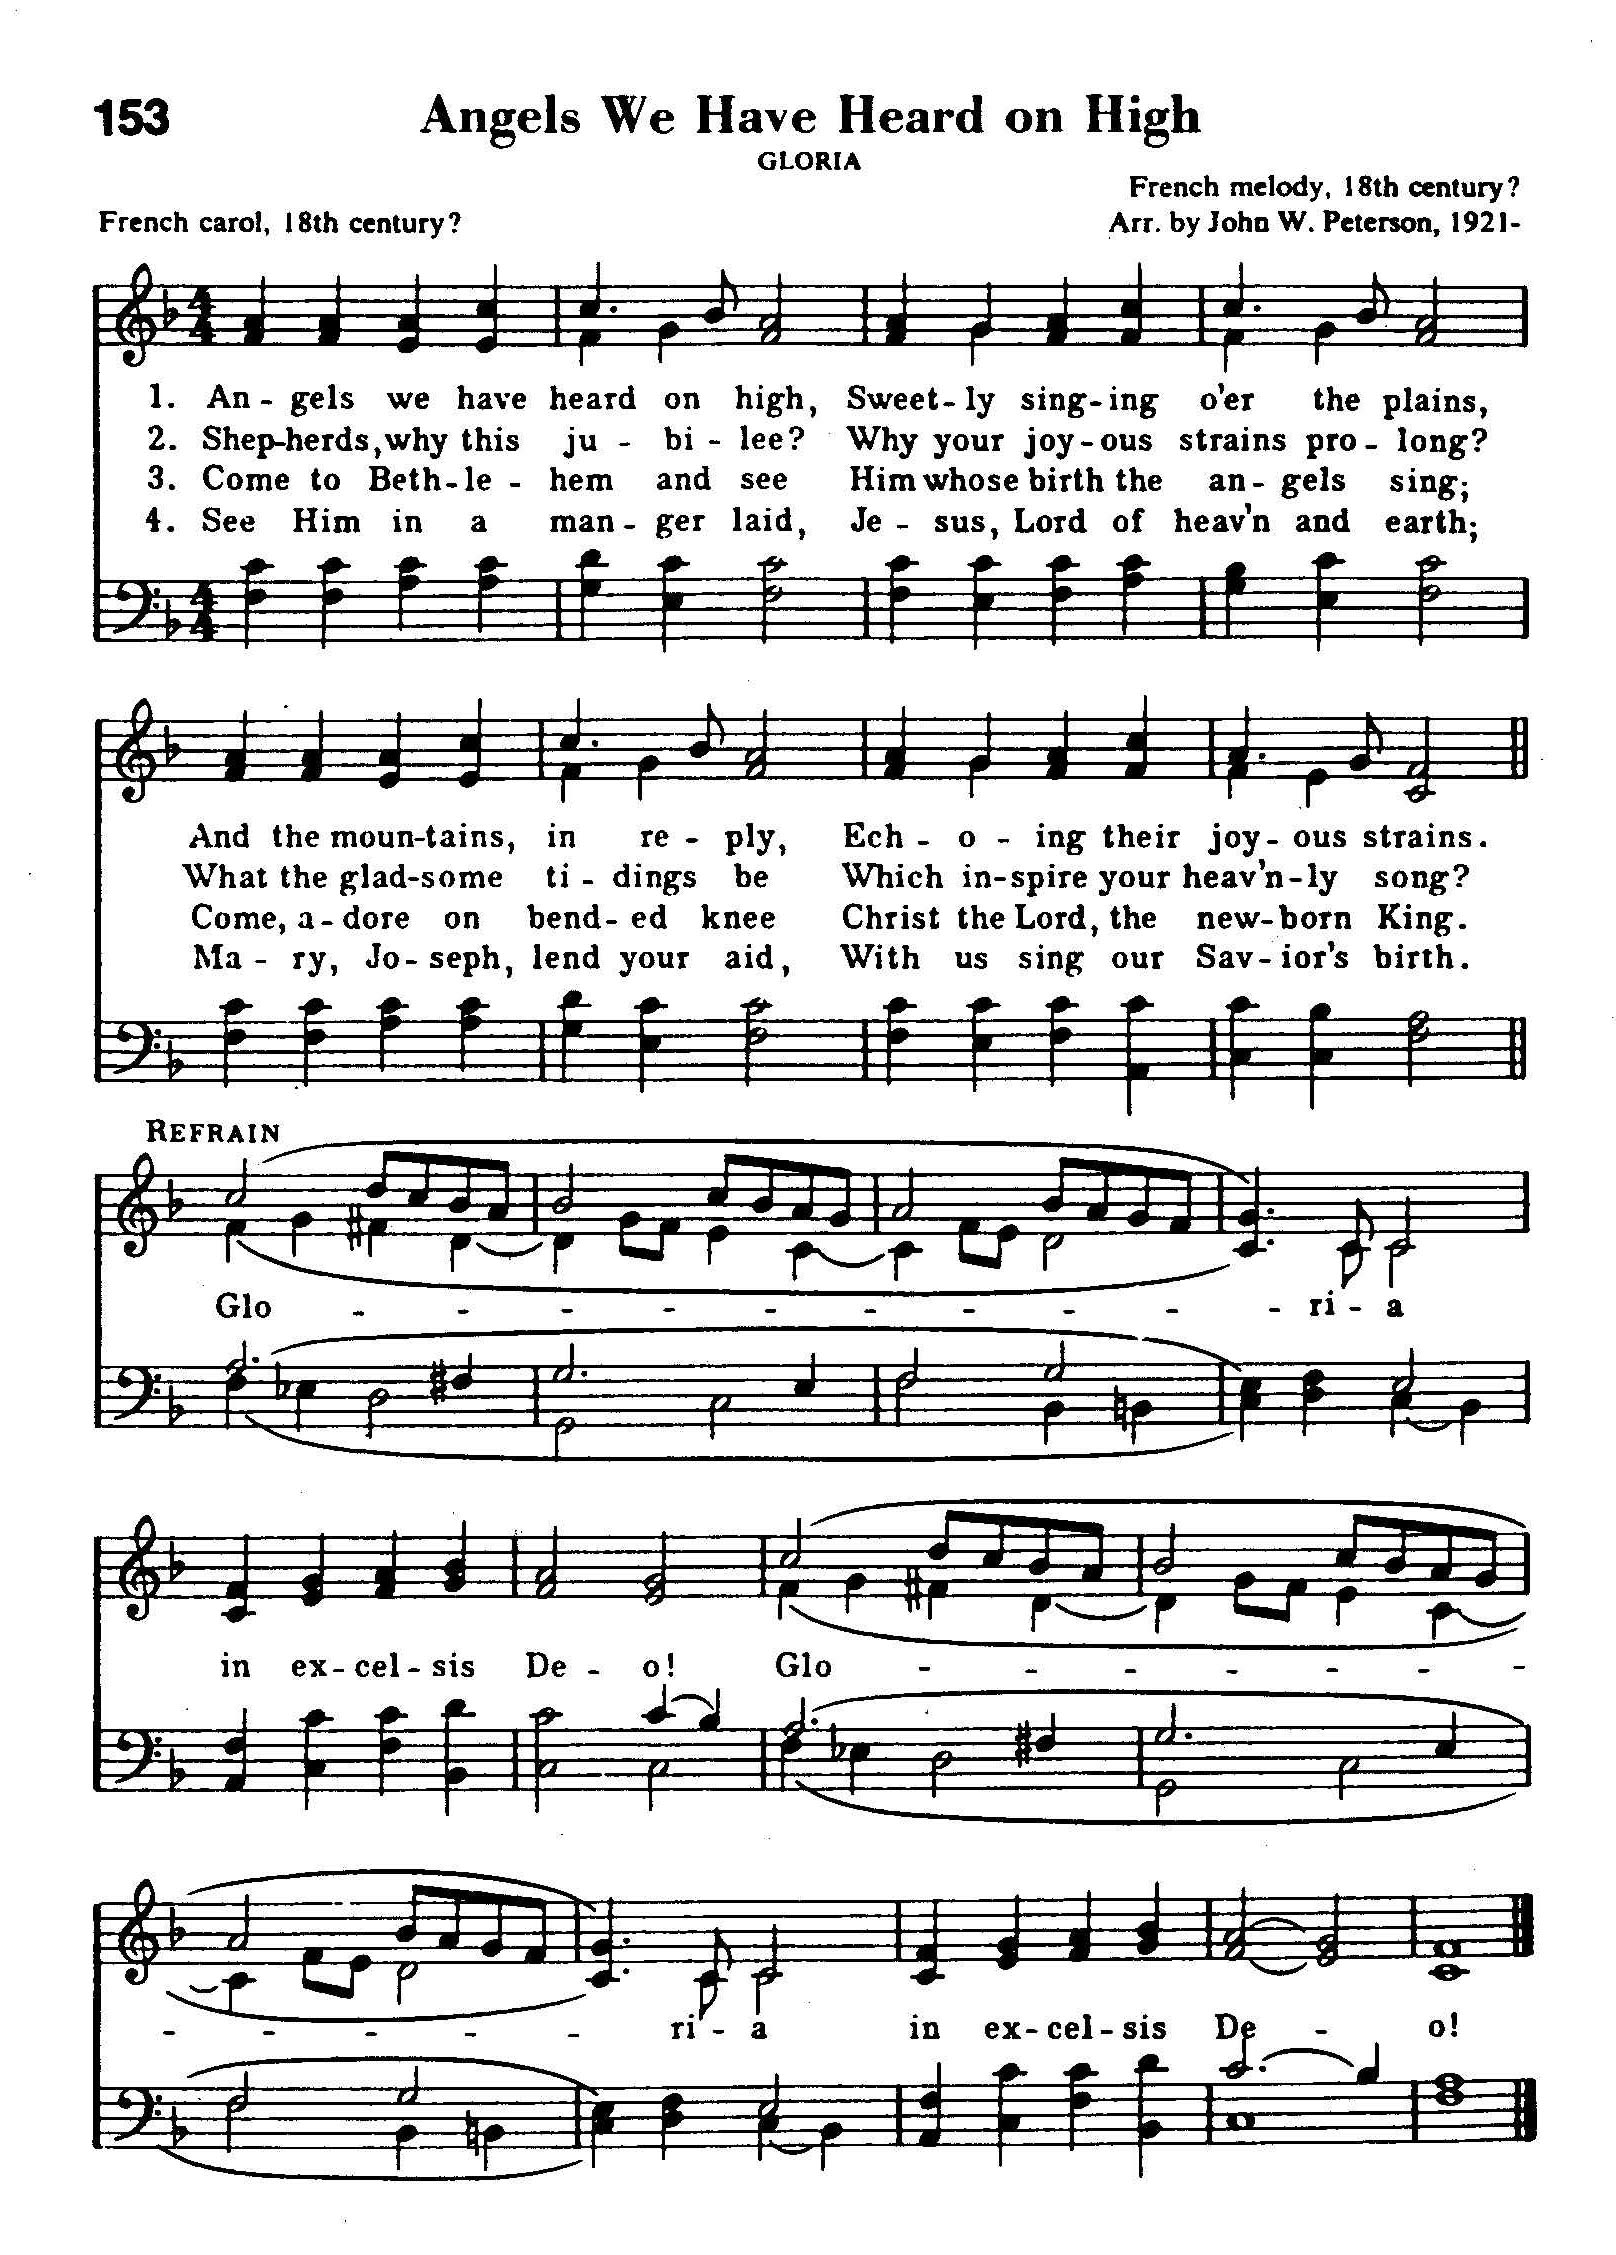 153
Angels We Have Heard on High
GLORIA
French melody, 18th century?
French carol, 18th century?
Arr. by John W. Peterson, 1921-
1. An - gels we have heard on high, Sweet-ly sing-ing o'er the plains,
2. Shep-herds, why this ju - bi - lee? Why your joy-ous strains pro - long?
3. Come to Beth-le - hem and see Him whose birth the an- gels sing;
4. See Him in a man - ger laid, Je - sus, Lord of heav'n and earth;
And the moun-tains, in re - ply, Ech - o - ing their joy- ous strains.
What the glad-some ti - dings be Which in-spire your heav'n-ly song?
Come, a-dore on bend- ed knee Christ the Lord, the new-born King.
Ma - ry, Jo- seph, lend your aid, With us sing our Sav-ior's birth.
REFRAIN
Glo - - - - - - - - - - ri - a
in ex-cel-sis De - o! Glo - - - - - - -
- - - - - ri - a in ex-cel-sis De - o!